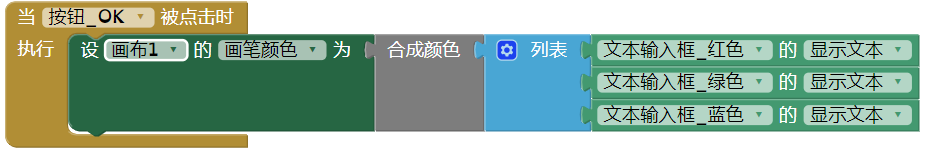 当 按钮_OK 被点击时
执行 设 画布1 的 画笔颜色 为 合成颜色 列表 文本输入框_红色 的 显示文本
文本输入框_绿色 的 显示文本
文本输入框_蓝色 的 显示文本